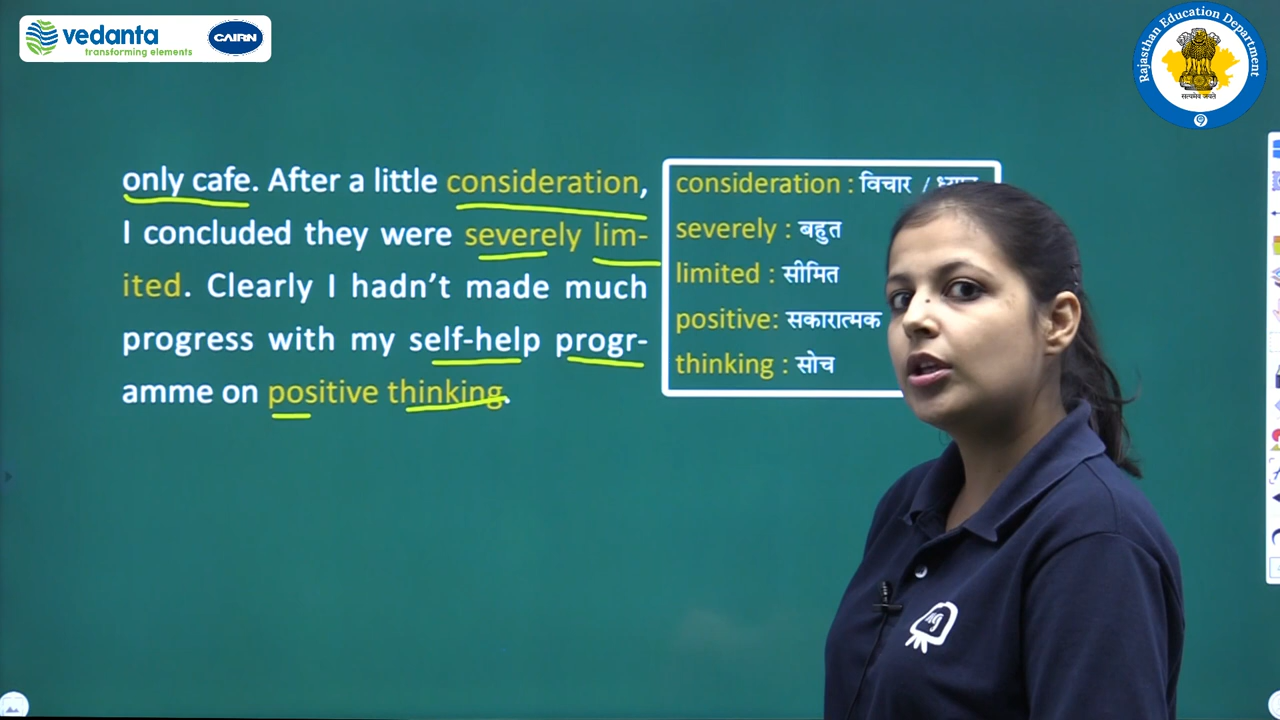 vedanta
transforming elements
CAIRN
Rajasthan Education Department
सत्यमेव जयते
only cafe. After a little consideration,
I concluded they were severely lim-
ited. Clearly I hadn't made much
progress with my self-help progr-
amme on positive thinking.
consideration : विचार /
severely : बहुत
limited : सीमित
positive: सकारात्मक
thinking : सोच